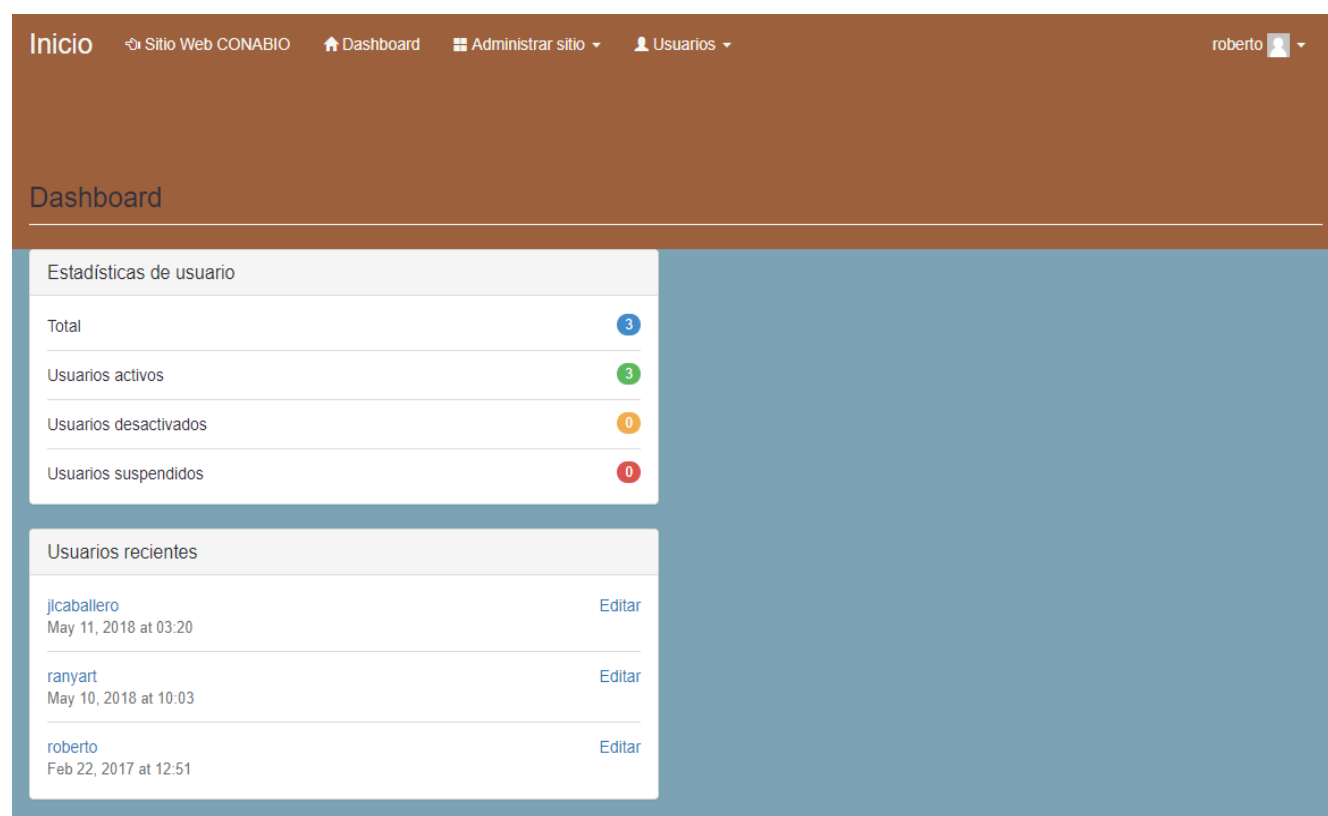 Inicio Sitio Web CONABIO Dashboard Administrar sitio Usuarios roberto
Dashboard
Estadísticas de usuario
Total 3
Usuarios activos 3
Usuarios desactivados 0
Usuarios suspendidos 0
Usuarios recientes
jlcaballero Editar
May 11, 2018 at 03:20
ranyart Editar
May 10, 2018 at 10:03
roberto Editar
Feb 22, 2017 at 12:51